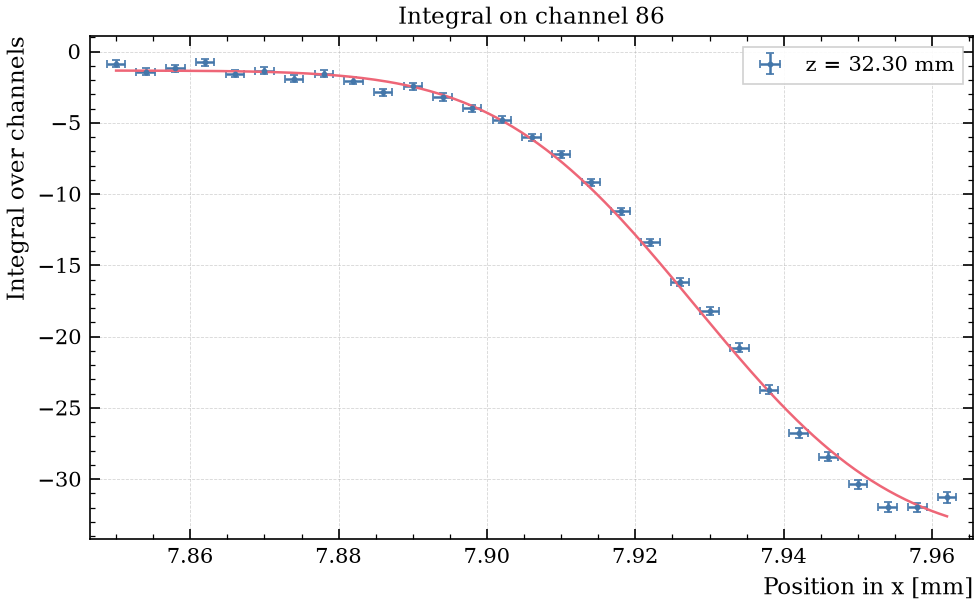 Integral on channel 86
Integral over channels
z = 32.30 mm
0
−5
−10
−15
−20
−25
−30
7.86 7.88 7.90 7.92 7.94 7.96
Position in x [mm]